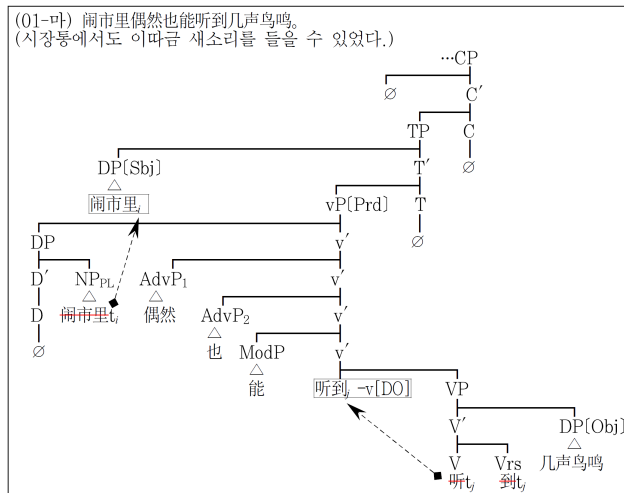 (01-마) 闹市里偶然也能听到几声鸟鸣。
(시장통에서도 이따금 새소리를 들을 수 있었다.)
…CP
∅ C′
TP C
DP[Sbj] T′ ∅
闹市里i vP[Prd] T
DP v′ ∅
D′ NPPL AdvP1 v′
D 闹市里ti 偶然 AdvP2 v′
∅ 也 ModP v′
能 听到j -v[DO] VP
V′ DP[Obj]
V Vrs 几声鸟鸣
听tj 到tj